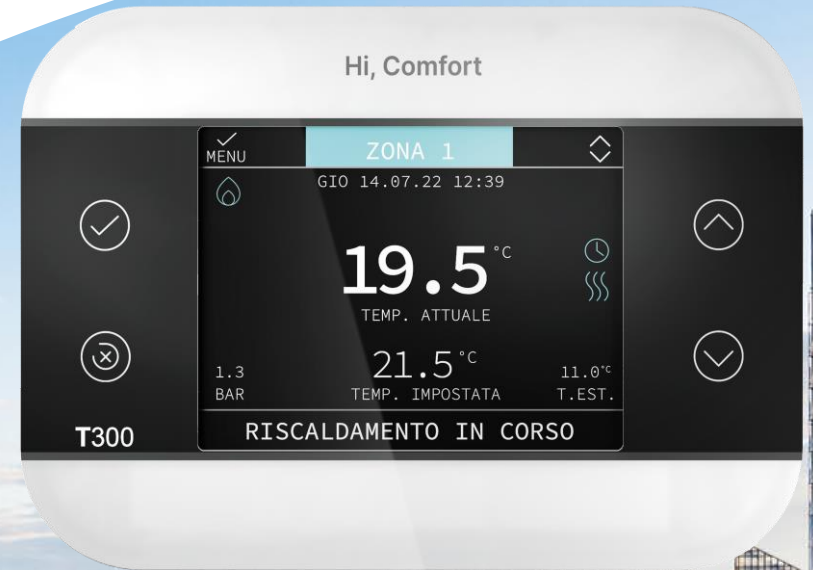 Hi, Comfort
MENU
ZONA 1
GIO 14.07.22 12:39
19.5 °C
TEMP. ATTUALE
1.3
BAR
21.5 °C
TEMP. IMPOSTATA
11.0°C
T.EST.
T300
RISCALDAMENTO IN CORSO